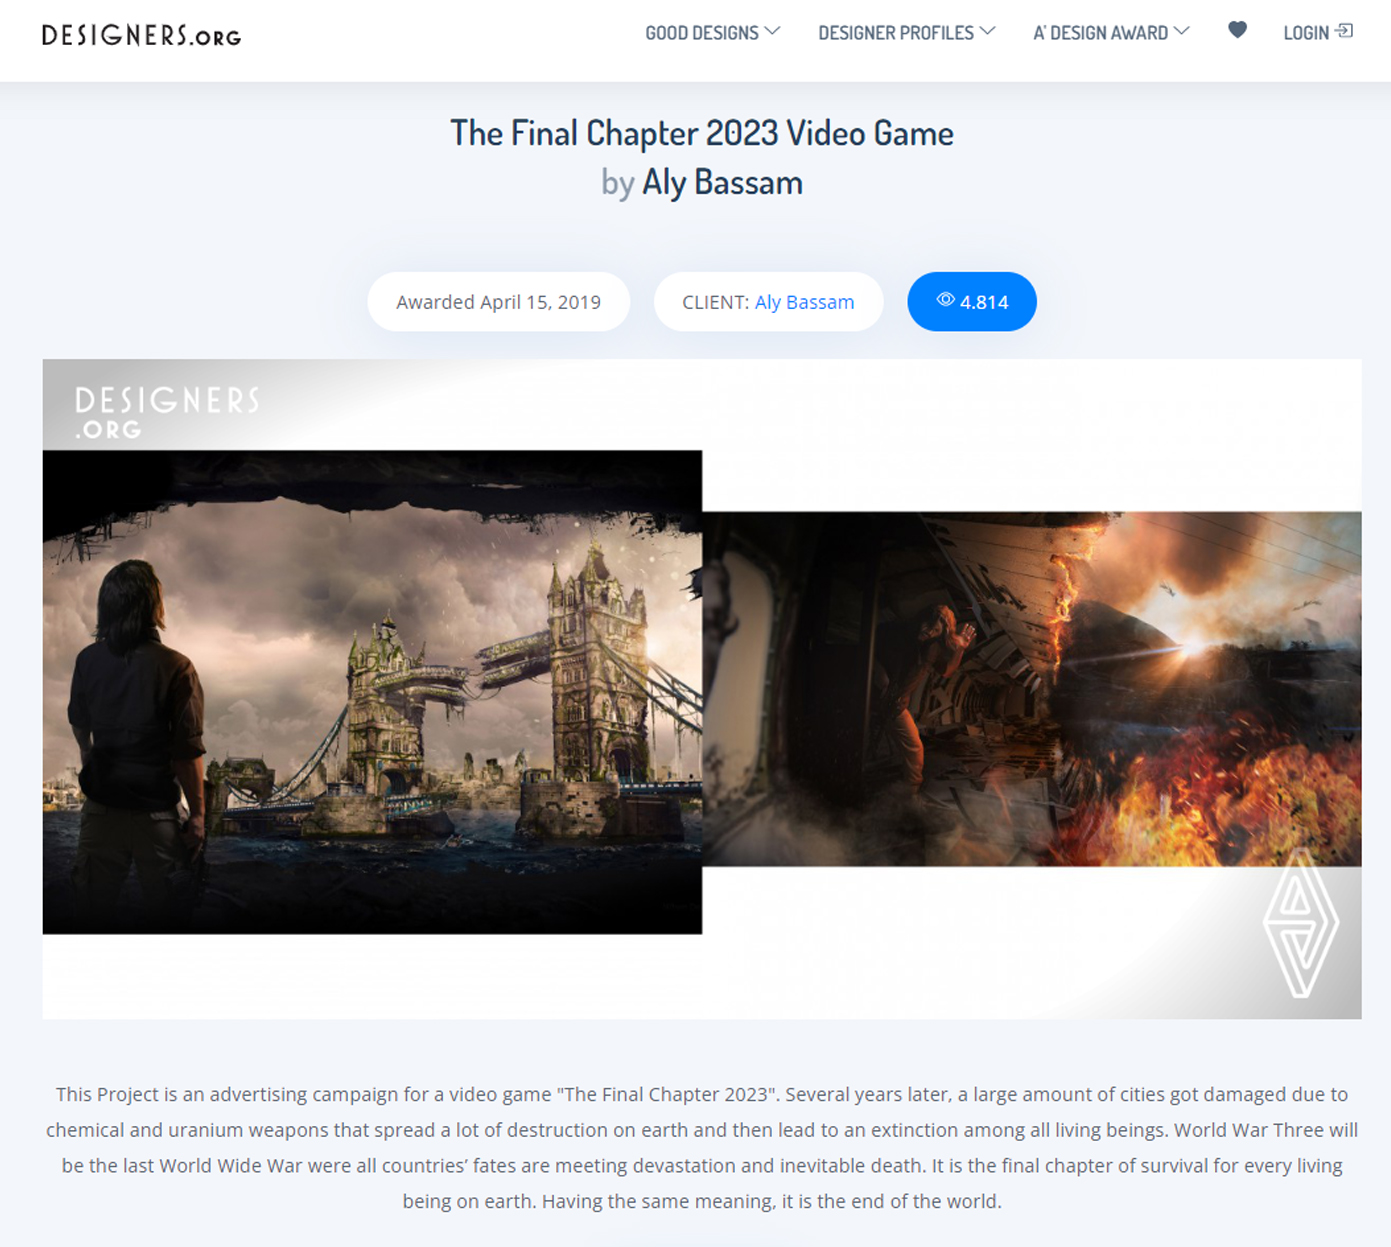 DESIGNERS.ORG
GOOD DESIGNS
DESIGNER PROFILES
A' DESIGN AWARD
LOGIN
The Final Chapter 2023 Video Game
by Aly Bassam
Awarded April 15, 2019
CLIENT: Aly Bassam
4.814
DESIGNERS
.ORG
This Project is an advertising campaign for a video game "The Final Chapter 2023". Several years later, a large amount of cities got damaged due to
chemical and uranium weapons that spread a lot of destruction on earth and then lead to an extinction among all living beings. World War Three will
be the last World Wide War were all countries’ fates are meeting devastation and inevitable death. It is the final chapter of survival for every living
being on earth. Having the same meaning, it is the end of the world.